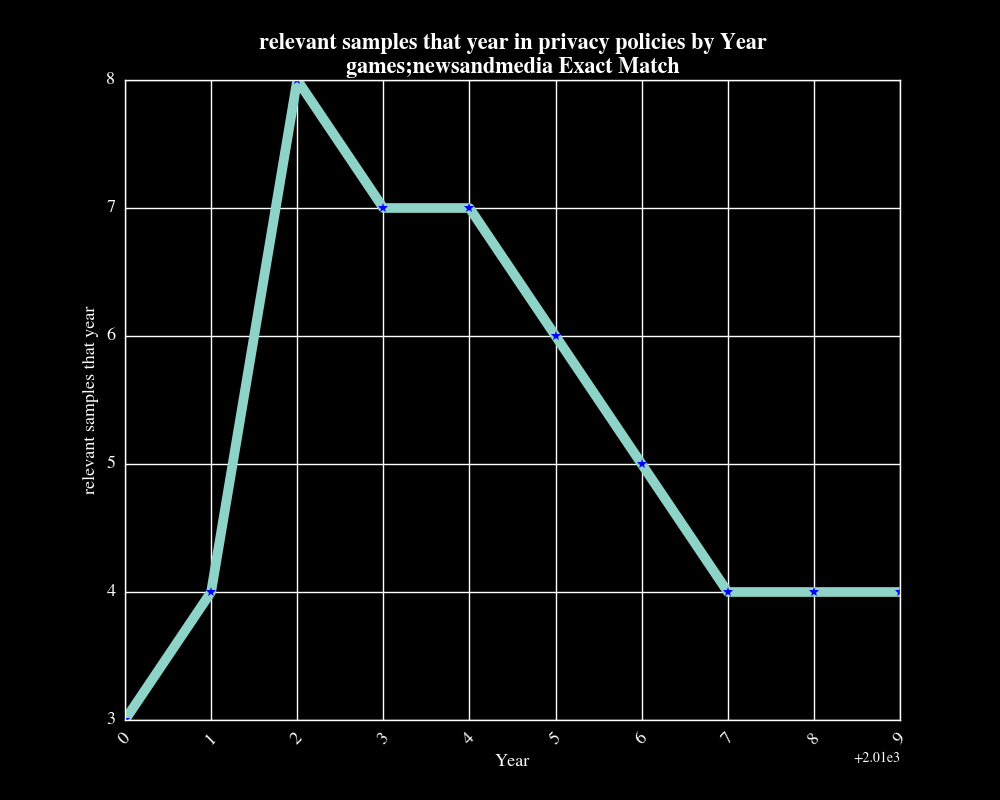 relevant samples that year in privacy policies by Year
games;newsandmedia Exact Match
8
7
6
5
4
3
relevant samples that year
0 1 2 3 4 5 6 7 8 9
Year
+2.01e3